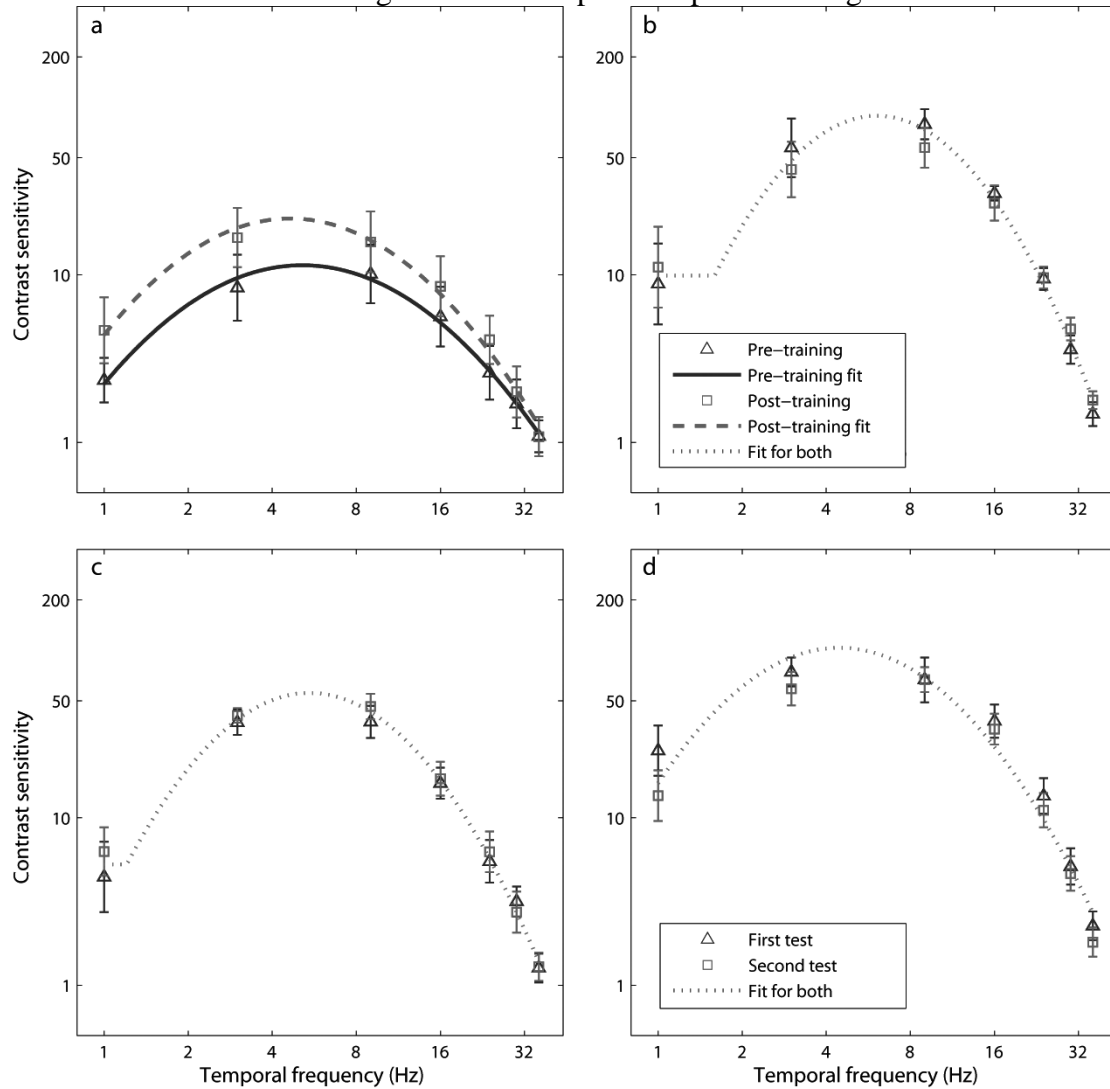 a
b
200
50
10
1
Contrast sensitivity
1 2 4 8 16 32
200
50
10
1
Pre-training
Pre-training fit
Post-training
Post-training fit
Fit for both
1 2 4 8 16 32
c
d
200
50
10
1
Contrast sensitivity
1 2 4 8 16 32
Temporal frequency (Hz)
200
50
10
1
First test
Second test
Fit for both
1 2 4 8 16 32
Temporal frequency (Hz)